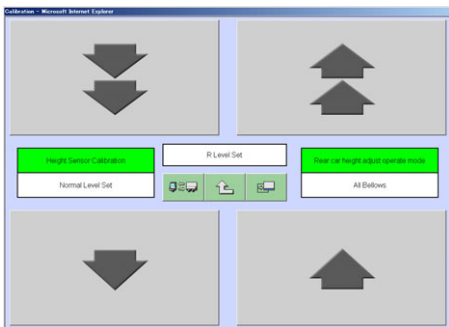 Calibration - Microsoft Internet Explorer
R Level Set
Height Sensor Calibration
Normal Level Set
Rear car height adjust operate mode
All Bellows